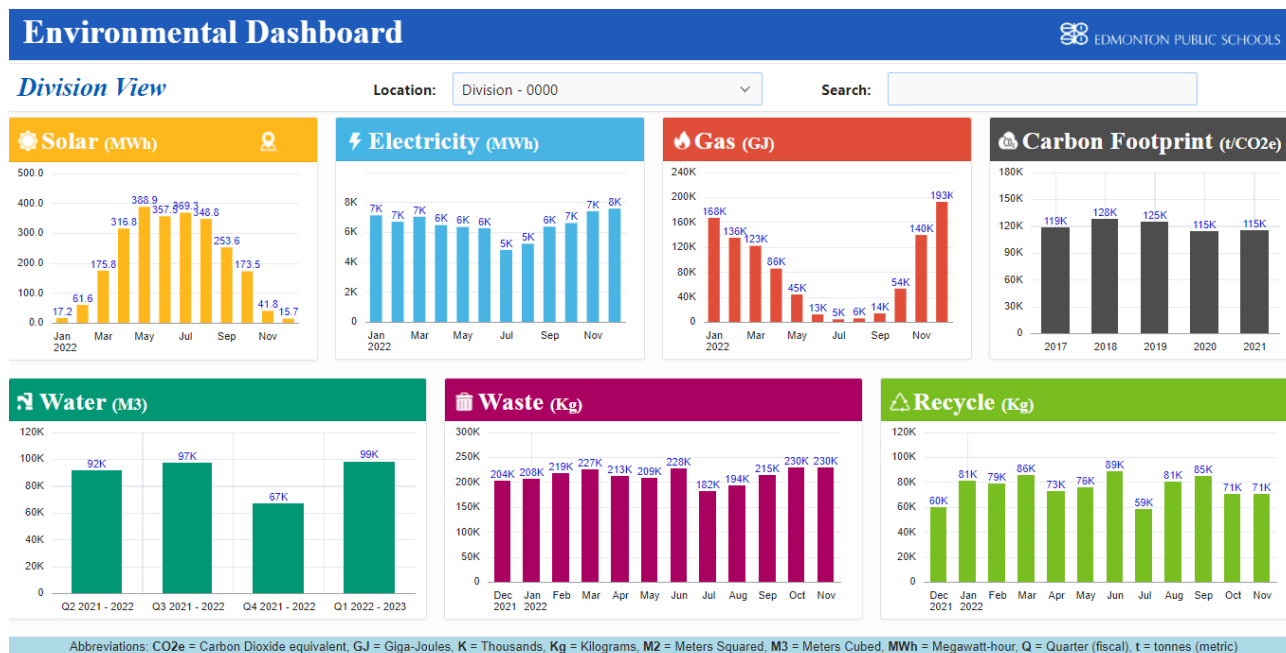 Environmental Dashboard
EDMONTON PUBLIC SCHOOLS
Division View
Location:
Division - 0000
Search:
Solar (MWh)
500.0
400.0
300.0
200.0
100.0
0.0
17.2
61.6
175.8
316.8
388.9
357.5
369.3
348.8
253.6
173.5
41.8
15.7
Jan Mar May Jul Sep Nov
2022
Electricity (MWh)
8K
6K
4K
2K
0
7K
7K
7K
6K
6K
6K
5K
5K
6K
7K
7K
8K
Jan Mar May Jul Sep Nov
2022
Gas (GJ)
240K
200K
160K
120K
80K
40K
0
168K
136K
123K
86K
45K
13K
5K
6K
14K
54K
140K
193K
Jan Mar May Jul Sep Nov
2022
Carbon Footprint (t/CO2e)
180K
150K
120K
90K
60K
30K
0
119K
128K
125K
115K
115K
2017 2018 2019 2020 2021
Water (M3)
120K
100K
80K
60K
40K
20K
0
92K
97K
67K
99K
Q2 2021 - 2022 Q3 2021 - 2022 Q4 2021 - 2022 Q1 2022 - 2023
Waste (Kg)
300K
250K
200K
150K
100K
50K
0
204K
208K
219K
227K
213K
209K
228K
182K
194K
215K
230K
230K
Dec Jan Feb Mar Apr May Jun Jul Aug Sep Oct Nov
2021 2022
Recycle (Kg)
120K
100K
80K
60K
40K
20K
0
60K
81K
79K
86K
73K
76K
89K
59K
81K
85K
71K
71K
Dec Jan Feb Mar Apr May Jun Jul Aug Sep Oct Nov
2021 2022
Abbreviations: CO2e = Carbon Dioxide equivalent, GJ = Giga-Joules, K = Thousands, Kg = Kilograms, M2 = Meters Squared, M3 = Meters Cubed, MWh = Megawatt-hour, Q = Quarter (fiscal), t = tonnes (metric)